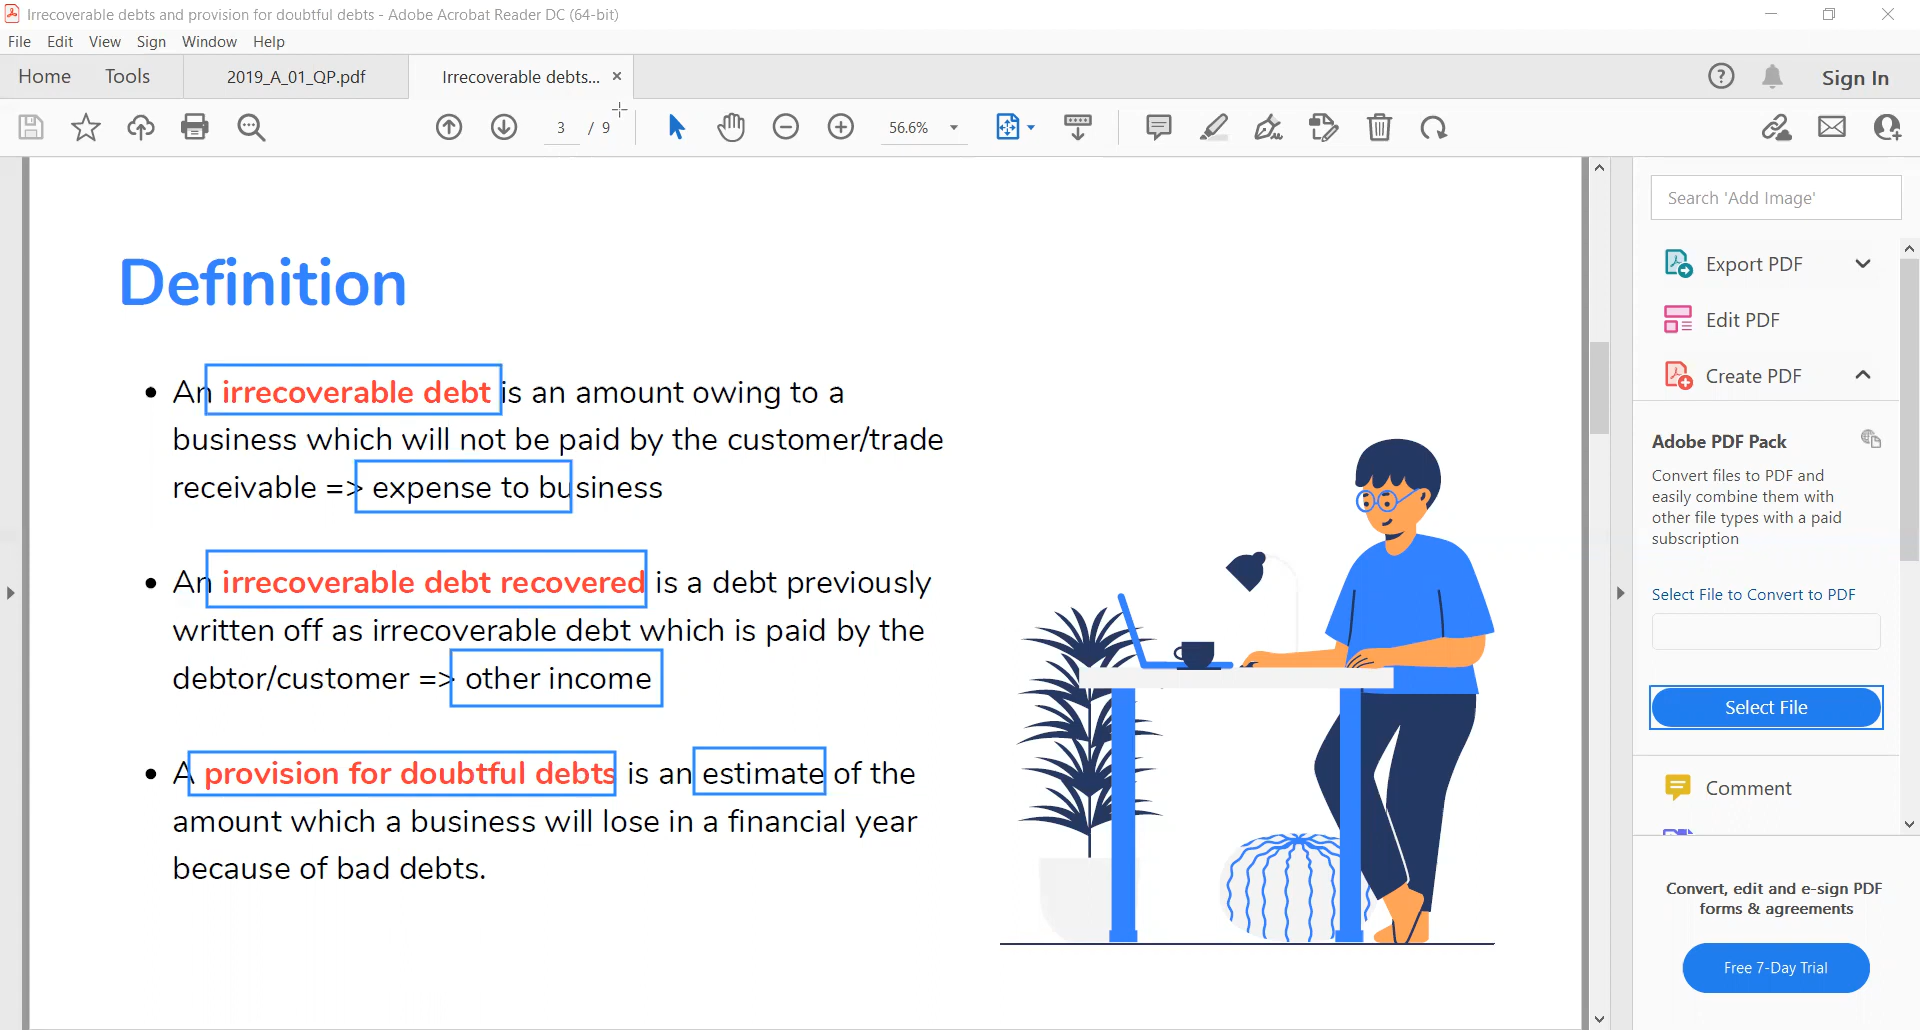 Irrecoverable debts and provision for doubtful debts - Adobe Acrobat Reader DC (64-bit)
File Edit View Sign Window Help
Home Tools 2019_A_01_QP.pdf Irrecoverable debts... × Sign In
3 / 9 56.6%
Definition
• An irrecoverable debt is an amount owing to a
business which will not be paid by the customer/trade
receivable => expense to business
• An irrecoverable debt recovered is a debt previously
written off as irrecoverable debt which is paid by the
debtor/customer => other income
• A provision for doubtful debts is an estimate of the
amount which a business will lose in a financial year
because of bad debts.
Search 'Add Image'
Export PDF
Edit PDF
Create PDF
Adobe PDF Pack
Convert files to PDF and
easily combine them with
other file types with a paid
subscription
Select File to Convert to PDF
Select File
Comment
Convert, edit and e-sign PDF
forms & agreements
Free 7-Day Trial